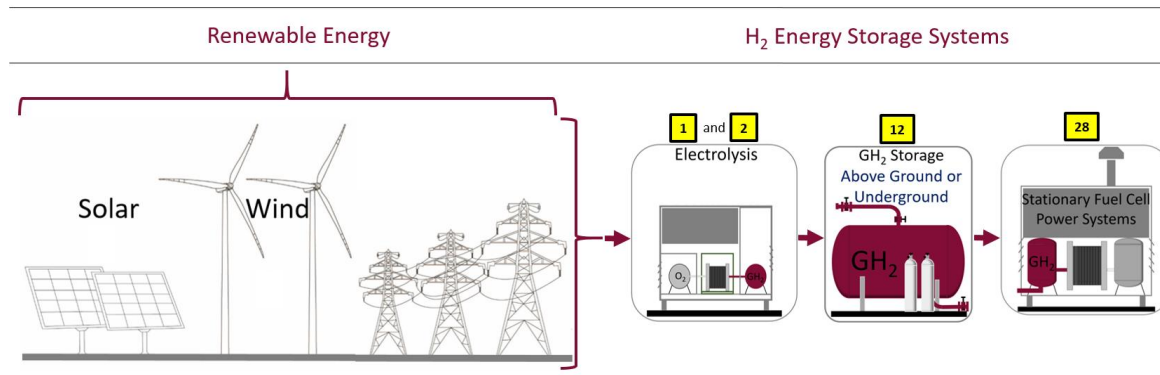 Renewable Energy
H₂ Energy Storage Systems
Solar
Wind
1 and 2
Electrolysis
O₂
GH₂
12
GH₂ Storage
Above Ground or
Underground
GH₂
28
Stationary Fuel Cell
Power Systems
GH₂